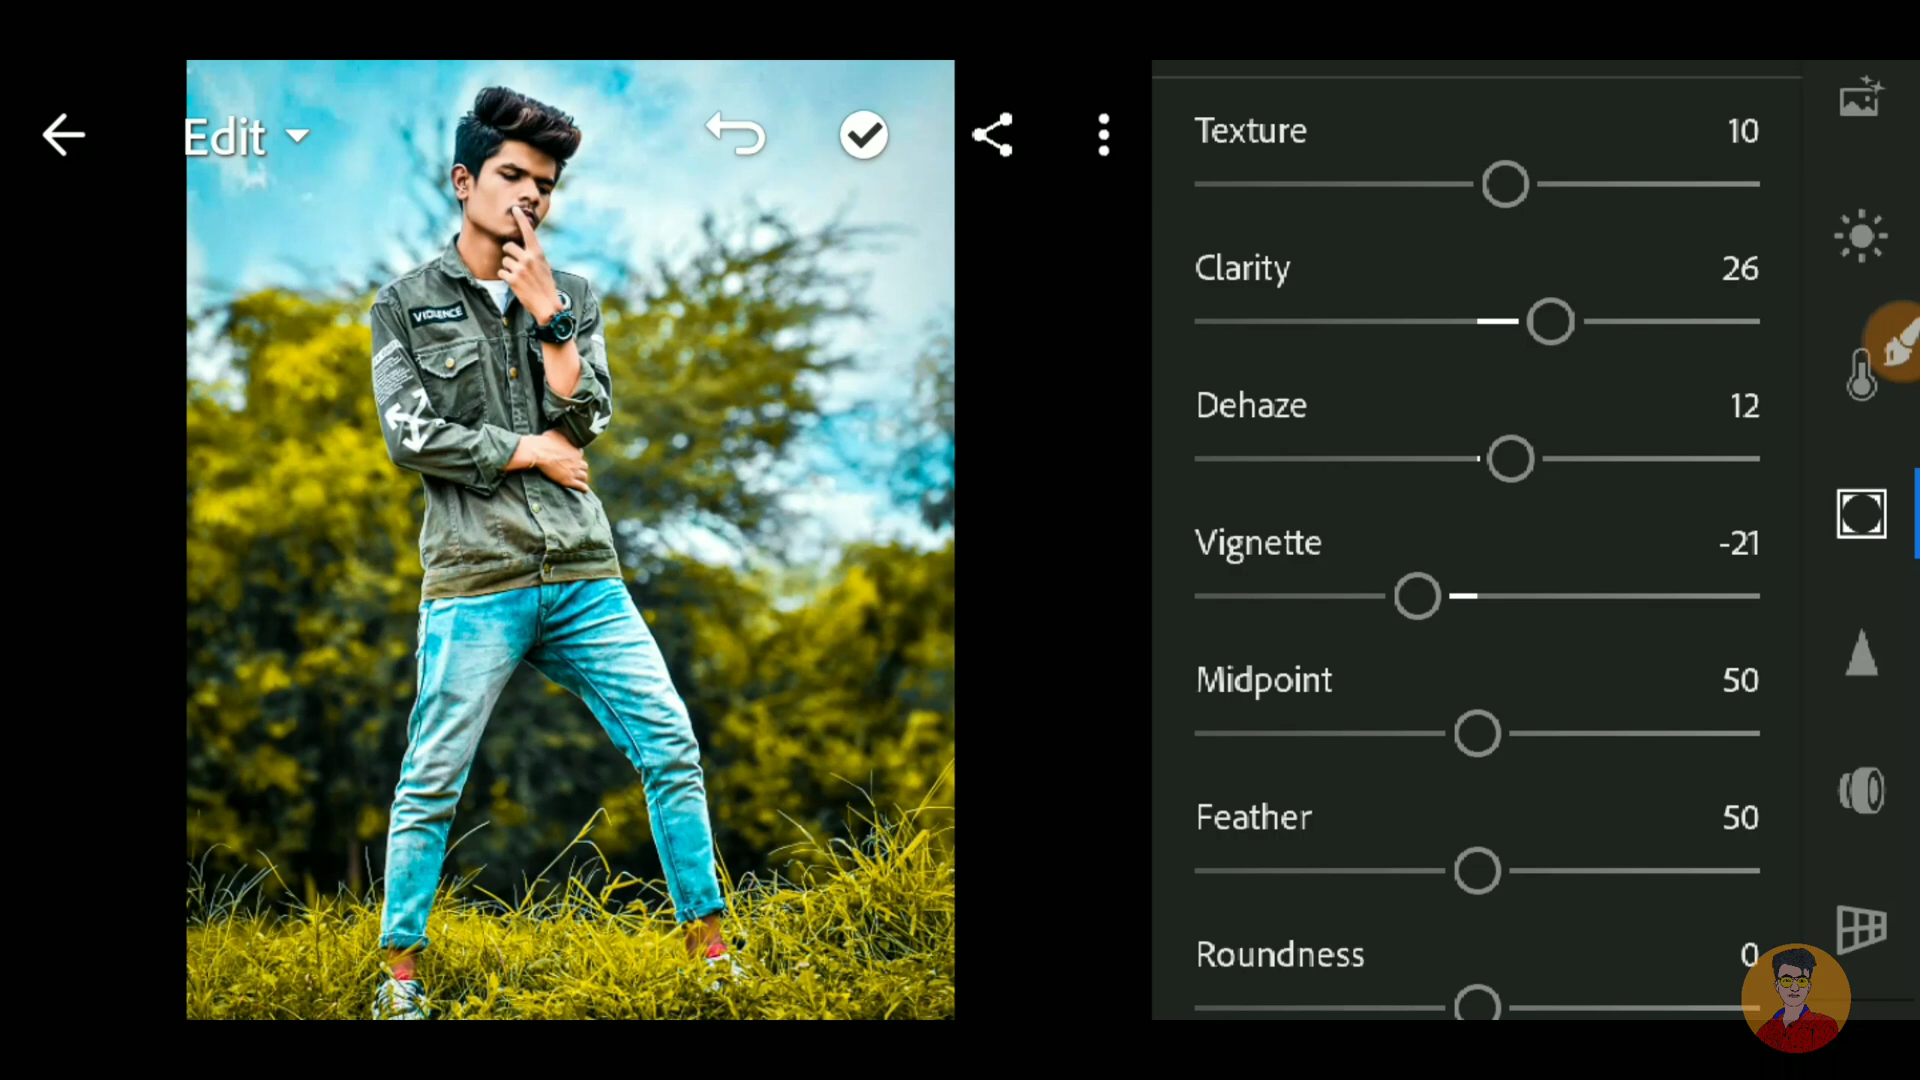 Edit
VIOLENCE
Texture 10
Clarity 26
Dehaze 12
Vignette -21
Midpoint 50
Feather 50
Roundness 0